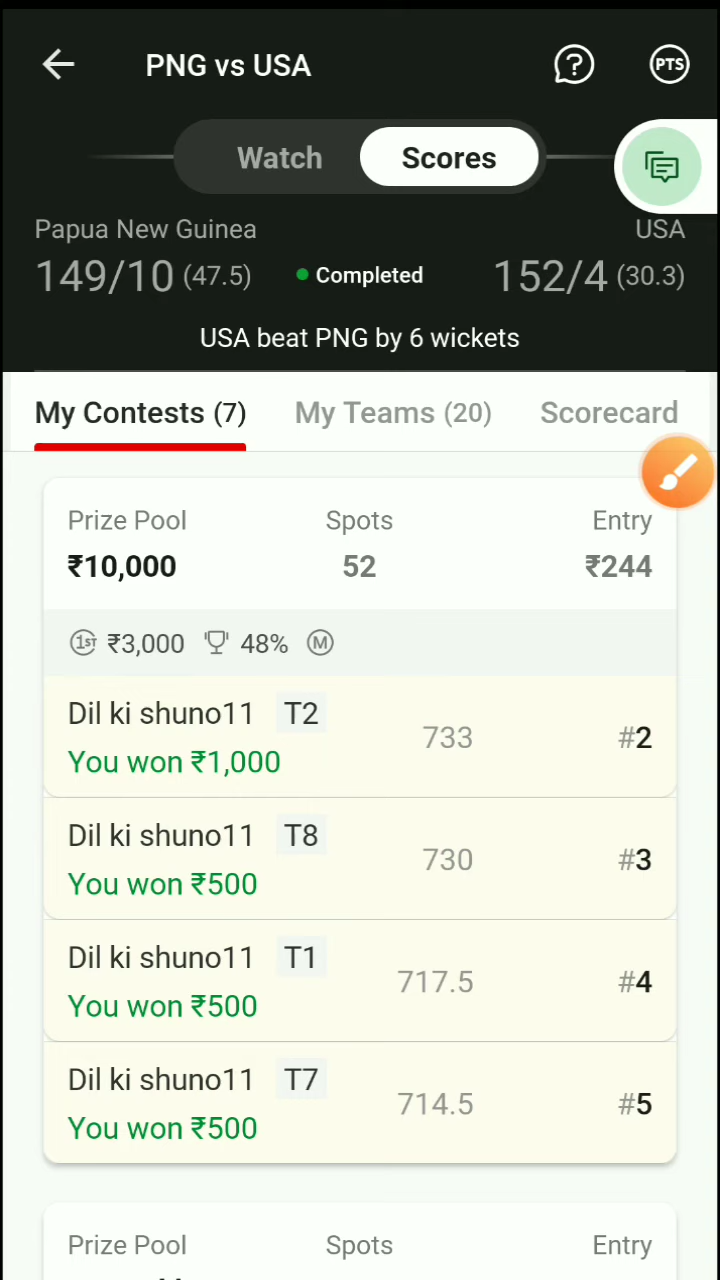 PNG vs USA
?
PTS
Watch
Scores
Papua New Guinea
USA
149/10 (47.5)
Completed
152/4 (30.3)
USA beat PNG by 6 wickets
My Contests (7)
My Teams (20)
Scorecard
Prize Pool
Spots
Entry
₹10,000
52
₹244
1ST ₹3,000
48%
M
Dil ki shuno11 T2
733
#2
You won ₹1,000
Dil ki shuno11 T8
730
#3
You won ₹500
Dil ki shuno11 T1
717.5
#4
You won ₹500
Dil ki shuno11 T7
714.5
#5
You won ₹500
Prize Pool
Spots
Entry